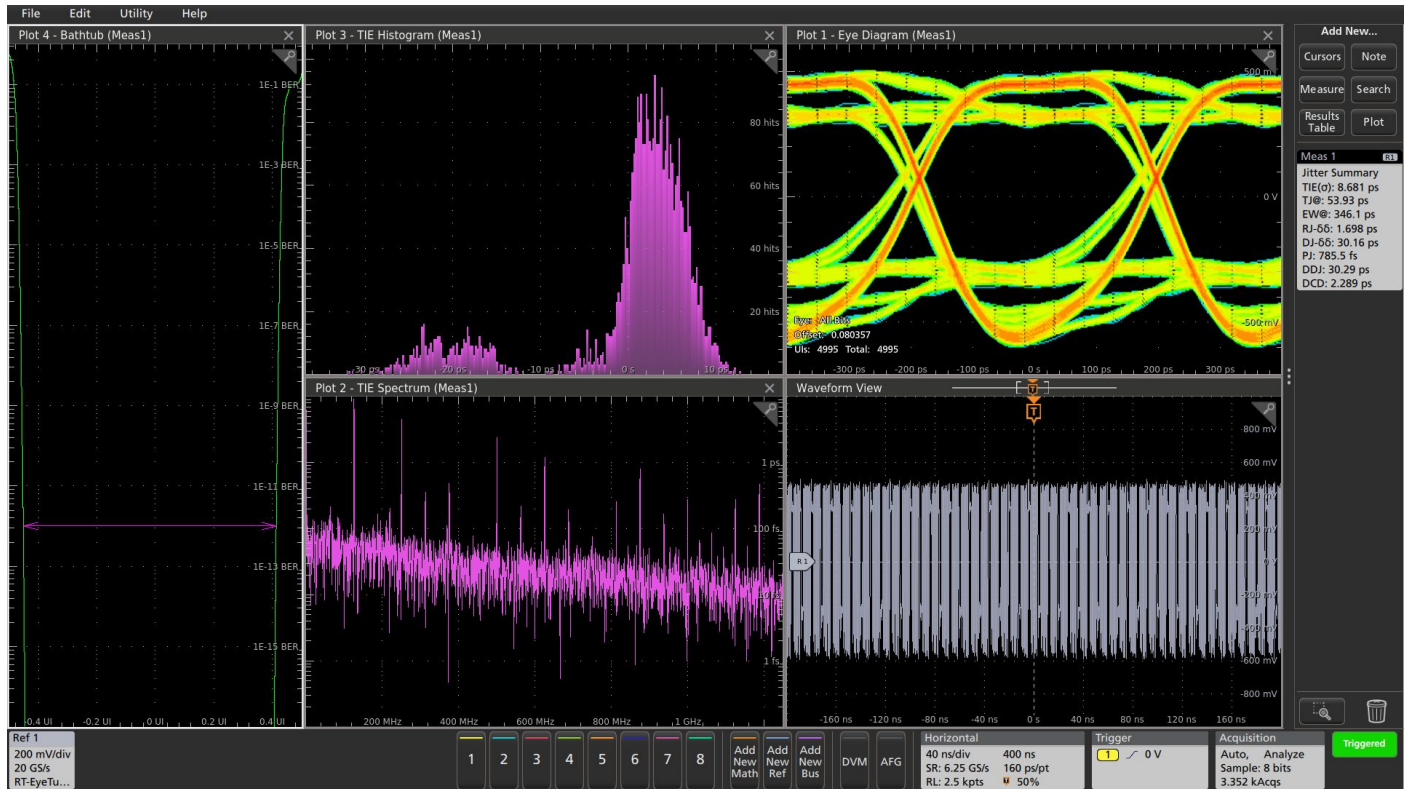 File Edit Utility Help
Plot 4 - Bathtub (Meas1)
1E-1 BER
1E-3 BER
1E-5 BER
1E-7 BER
1E-9 BER
1E-11 BER
1E-13 BER
1E-15 BER
-0.4 UI -0.2 UI 0 UI 0.2 UI 0.4 UI
Plot 3 - TIE Histogram (Meas1)
80 hits
60 hits
40 hits
20 hits
-30 ps -20 ps -10 ps 0 s 10 ps
Plot 1 - Eye Diagram (Meas1)
500 mV
0 V
-500 mV
Eye: All Bits
Offset: 0.080357
UIs: 4995 Total: 4995
-300 ps -200 ps -100 ps 0 s 100 ps 200 ps 300 ps
Plot 2 - TIE Spectrum (Meas1)
1 ps
100 fs
10 fs
1 fs
200 MHz 400 MHz 600 MHz 800 MHz 1 GHz
Waveform View
T
T
800 mV
600 mV
400 mV
200 mV
0 V
-200 mV
-400 mV
-600 mV
-800 mV
R1
-160 ns -120 ns -80 ns -40 ns 0 s 40 ns 80 ns 120 ns 160 ns
Add New...
Cursors Note
Measure Search
Results Table Plot
Meas 1 R1
Jitter Summary
TIE(σ): 8.681 ps
TJ@: 53.93 ps
EW@: 346.1 ps
RJ-δδ: 1.698 ps
DJ-δδ: 30.16 ps
PJ: 785.5 fs
DDJ: 30.29 ps
DCD: 2.289 ps
Ref 1
200 mV/div
20 GS/s
RT-EyeTu...
1 2 3 4 5 6 7 8
Add New Math
Add New Ref
Add New Bus
DVM AFG
Horizontal
40 ns/div 400 ns
SR: 6.25 GS/s 160 ps/pt
RL: 2.5 kpts 50%
Trigger
1 0 V
Acquisition
Auto, Analyze
Sample: 8 bits
3.352 kAcqs
Triggered